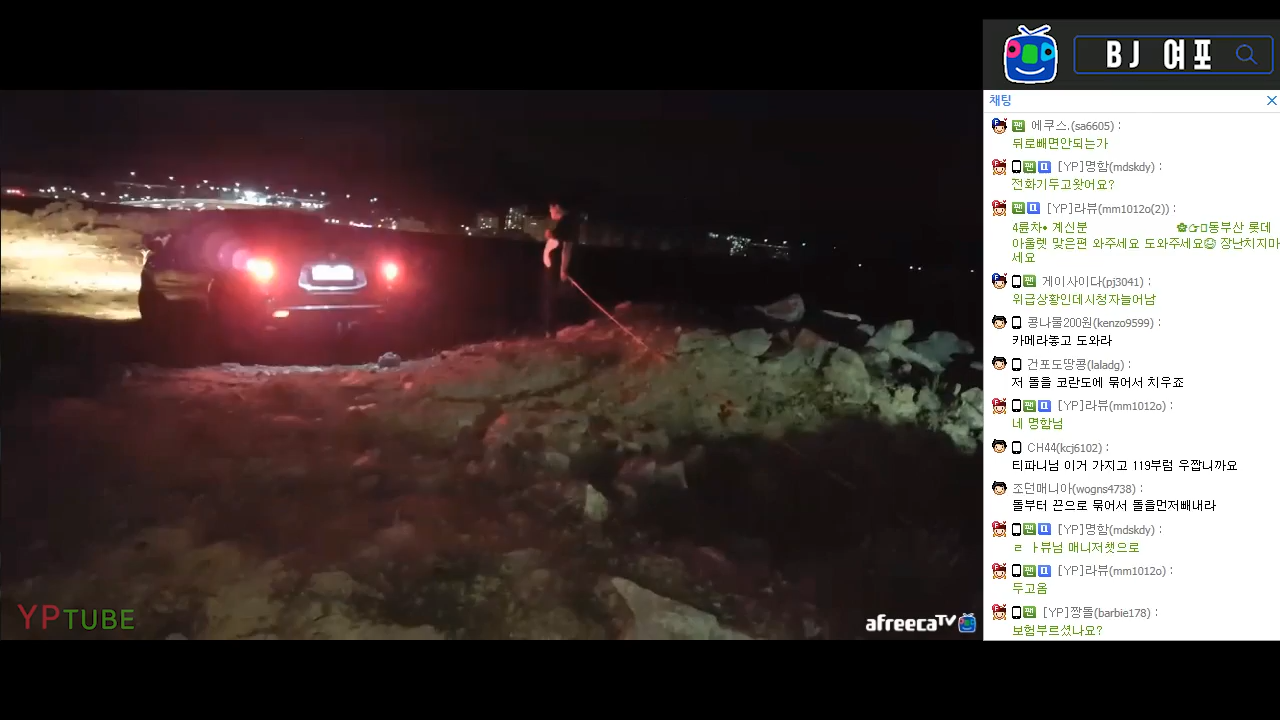 BJ 여포
채팅
팬 에쿠스.(sa6605) :
뒤로빼면안되는가
팬 [YP]명함(mdskdy) :
전화기두고왓어요?
팬 [YP]라뷰(mm1012o(2)) :
4륜차• 계신분 ✿☞동부산 롯데
아울렛 맞은편 와주세요 도와주세요 장난치지마
세요
팬 게이사이다(pj3041) :
위급상황인데시청자늘어남
콩나물200원(kenzo9599) :
카메라놓고 도와라
건포도땅콩(laladg) :
저 돌을 코란도에 묶어서 치우죠
팬 [YP]라뷰(mm1012o) :
네 명함님
CH44(kcj6102) :
티파니님 이거 가지고 119부럼 우짭니까요
조던매니아(wogns4738) :
돌부터 끈으로 묶어서 돌을먼저빼내라
팬 [YP]명함(mdskdy) :
ㄹ ㅏ뷰님 매니저챗으로
팬 [YP]라뷰(mm1012o) :
두고옴
팬 [YP]짱돌(barbie178) :
보험부르셨나요?
YPTUBE
afreecaTV